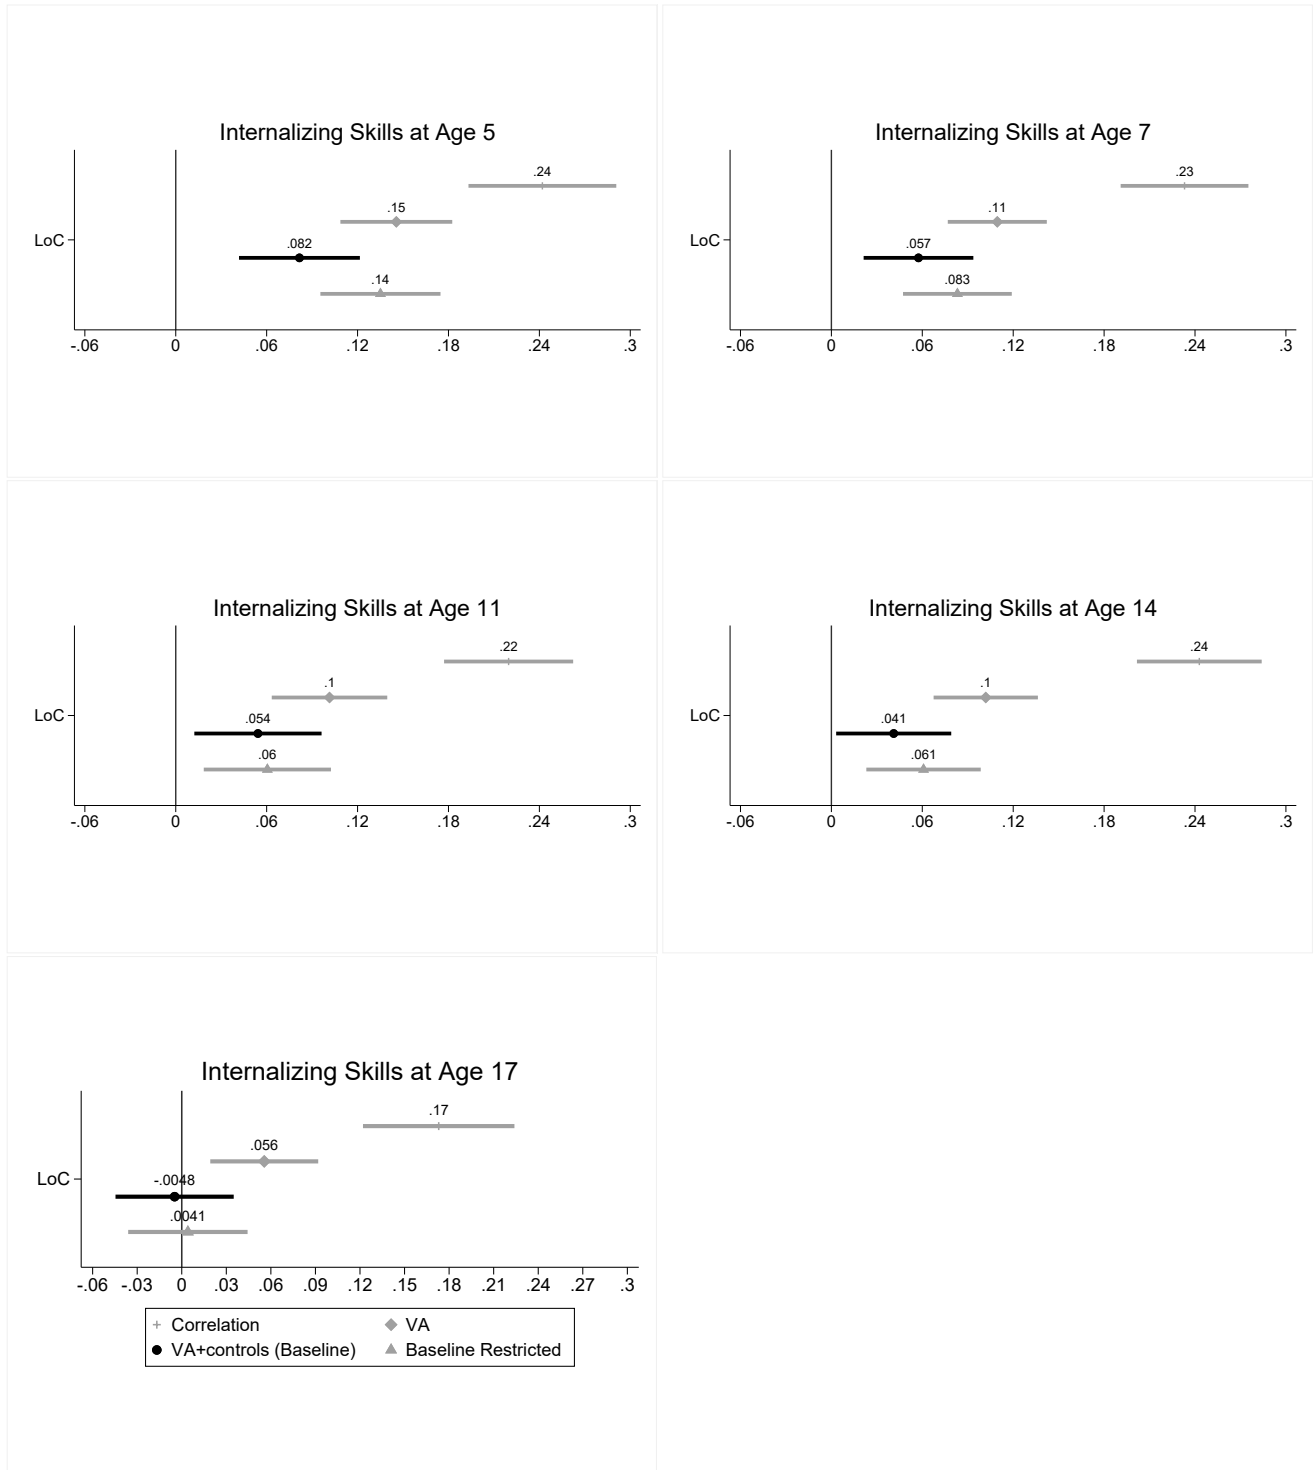 Internalizing Skills at Age 5
.24
.15
LoC
.082
.14
-.06 0 .06 .12 .18 .24 .3
Internalizing Skills at Age 7
.23
.11
LoC
.057
.083
-.06 0 .06 .12 .18 .24 .3
Internalizing Skills at Age 11
.22
.1
LoC
.054
.06
-.06 0 .06 .12 .18 .24 .3
Internalizing Skills at Age 14
.24
.1
LoC
.041
.061
-.06 0 .06 .12 .18 .24 .3
Internalizing Skills at Age 17
.17
.056
LoC
-.0048
.0041
-.06 -.03 0 .03 .06 .09 .12 .15 .18 .21 .24 .27 .3
Correlation VA
VA+controls (Baseline) Baseline Restricted